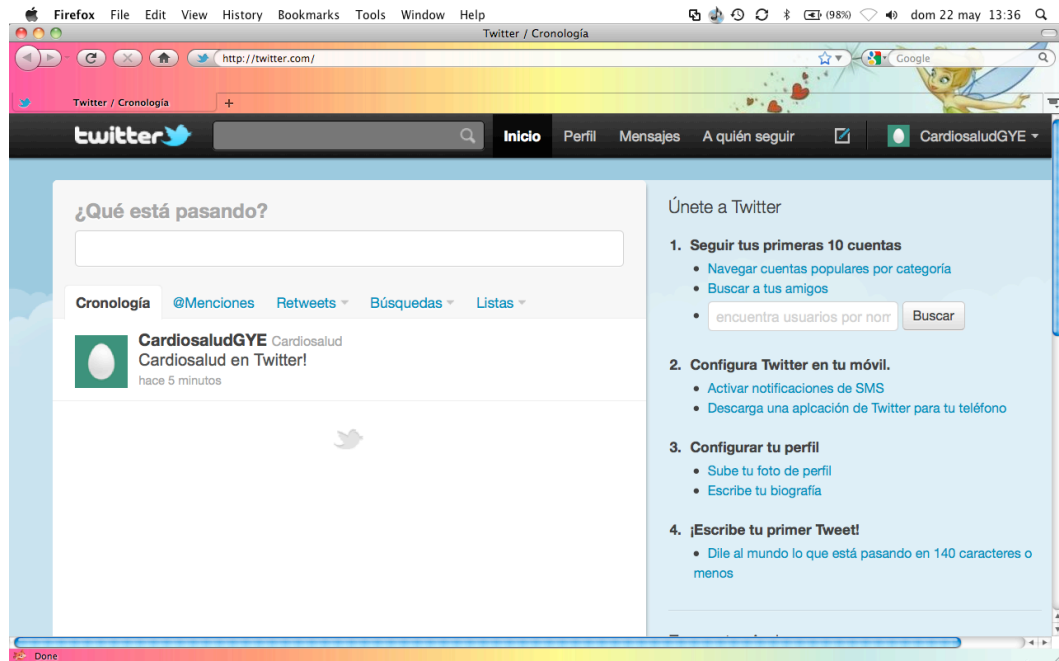 Firefox File Edit View History Bookmarks Tools Window Help (98%) dom 22 may 13:36
Twitter / Cronología
http://twitter.com/ Google
Twitter / Cronología +
twitter Inicio Perfil Mensajes A quién seguir CardiosaludGYE
¿Qué está pasando?
Cronología @Menciones Retweets Búsquedas Listas
CardiosaludGYE Cardiosalud
Cardiosalud en Twitter!
hace 5 minutos
Únete a Twitter
1. Seguir tus primeras 10 cuentas
• Navegar cuentas populares por categoría
• Buscar a tus amigos
• encuentra usuarios por nom Buscar
2. Configura Twitter en tu móvil.
• Activar notificaciones de SMS
• Descarga una aplcación de Twitter para tu teléfono
3. Configurar tu perfil
• Sube tu foto de perfil
• Escribe tu biografía
4. ¡Escribe tu primer Tweet!
• Dile al mundo lo que está pasando en 140 caracteres o
menos
Done